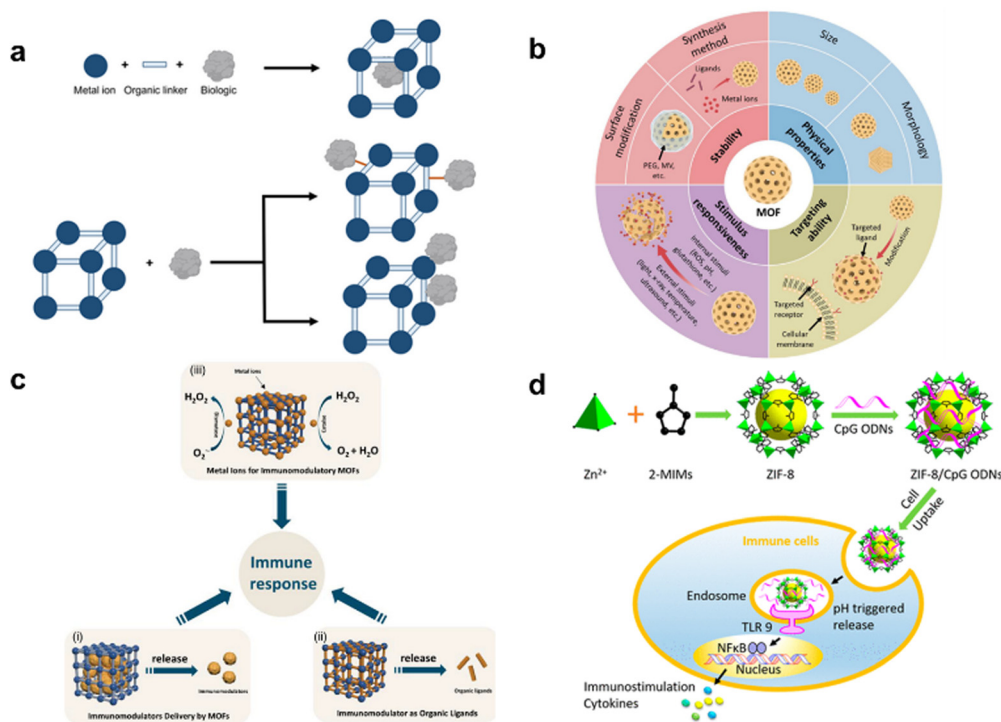 a
Metal ion
+
Organic linker
+
Biologic
+
b
Synthesis method
Ligands
Metal ions
Surface modification
PEG, MV, etc.
Stability
Size
Morphology
Physical properties
MOF
Stimulus responsiveness
Internal stimuli
(ROS, pH,
glutathione, etc.)
External stimuli
(light, x-ray, temperature,
ultrasound, etc.)
Targeting ability
Targeted
ligand
Modification
Targeted
receptor
Cellular
membrane
c
(iii)
Metal ions
H2O2
O2
H2O2
Catalase
O2 + H2O
Metal Ions for Immunomodulatory MOFs
Immune
response
(i)
release
Immunomodulators
Immunomodulators Delivery by MOFs
(ii)
release
Organic ligands
Immunomodulator as Organic Ligands
d
+
CpG ODNs
Zn2+
2-MIMs
ZIF-8
ZIF-8/CpG ODNs
Cell
Uptake
Immune cells
Endosome
pH triggered
release
TLR 9
NFκB
Nucleus
Immunostimulation
Cytokines